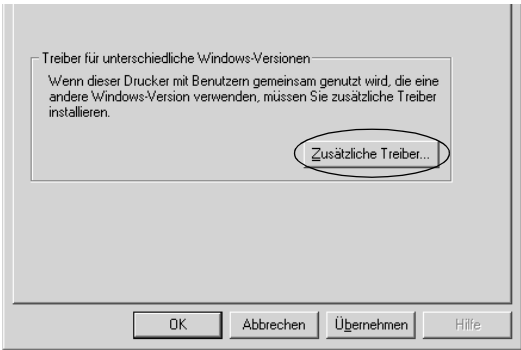 Treiber für unterschiedliche Windows-Versionen
Wenn dieser Drucker mit Benutzern gemeinsam genutzt wird, die eine
andere Windows-Version verwenden, müssen Sie zusätzliche Treiber
installieren.
Zusätzliche Treiber...
OK Abbrechen Übernehmen Hilfe